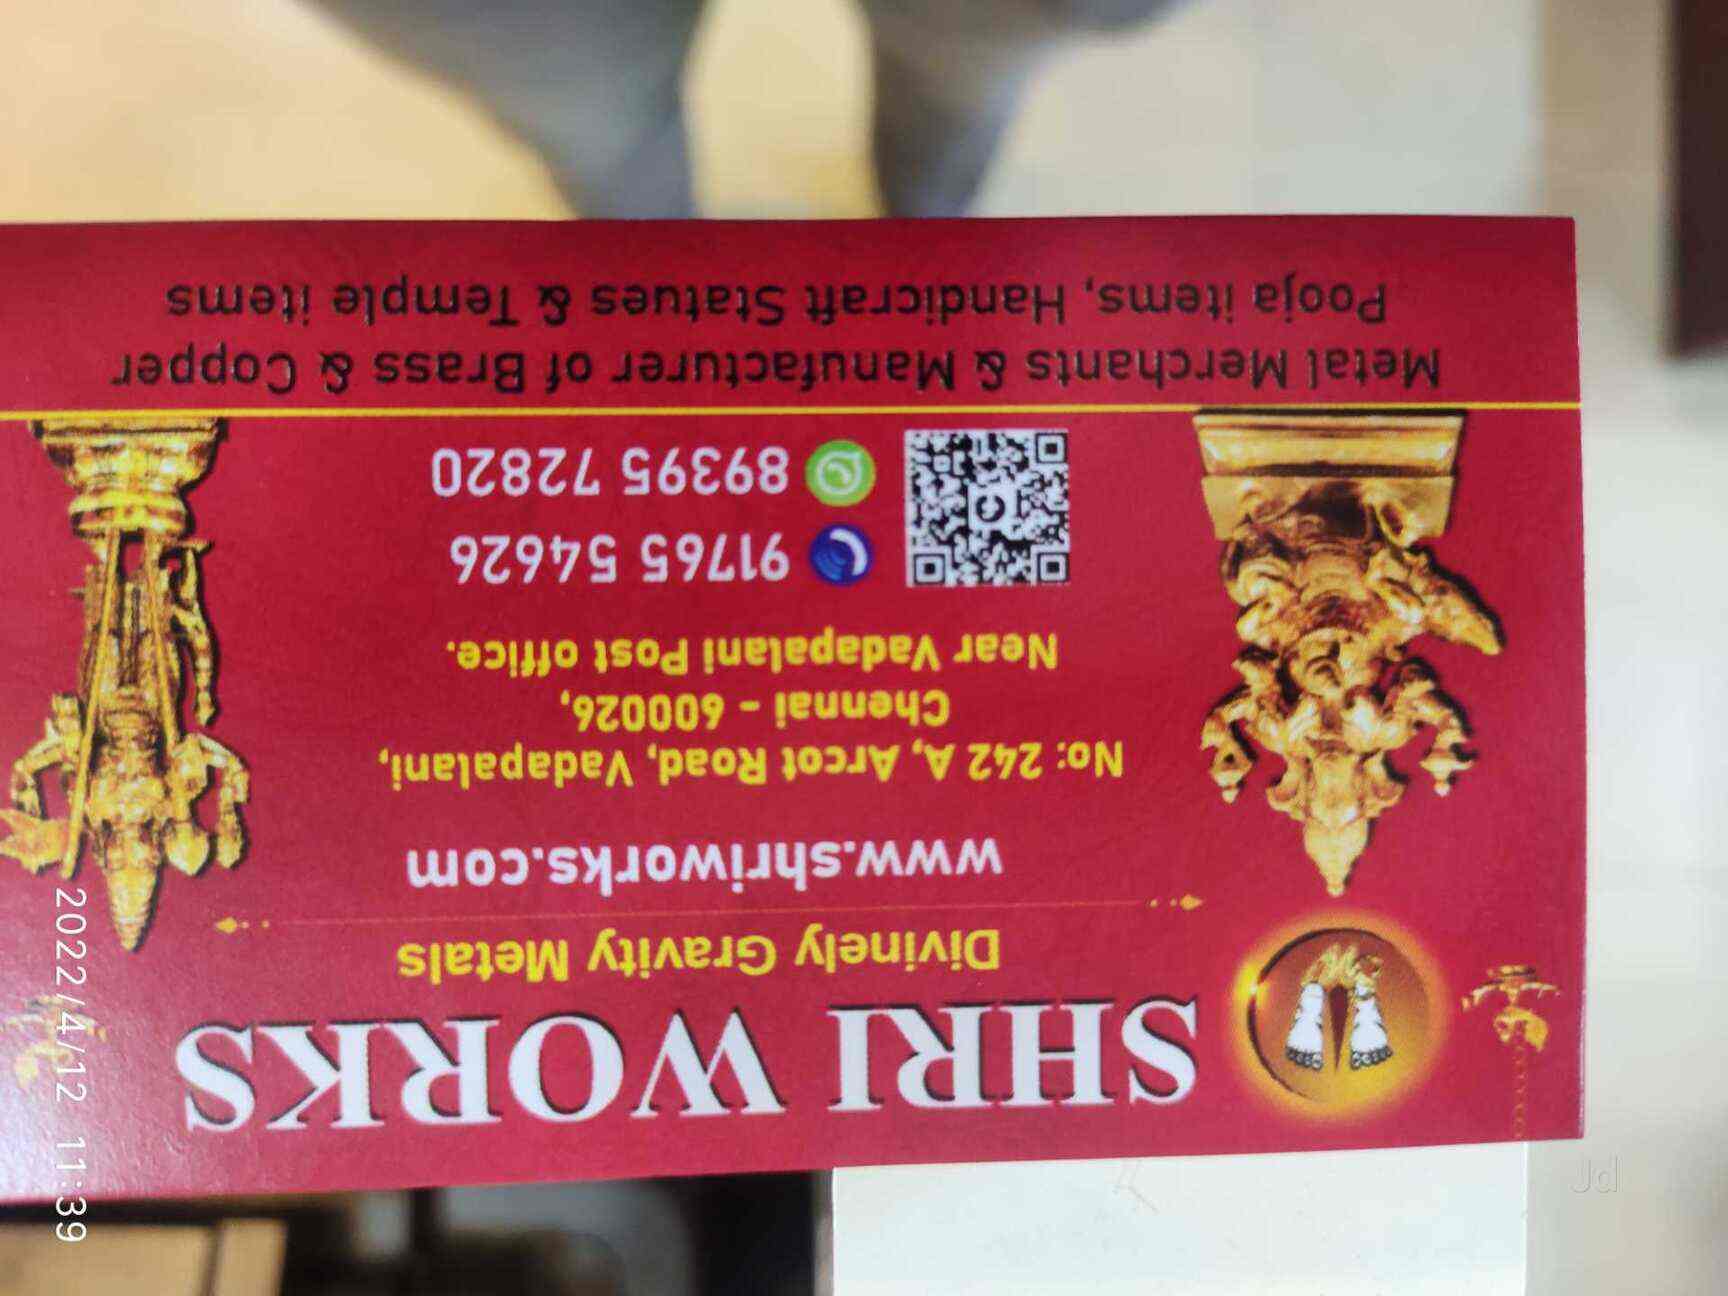 SHRI WORKS
Divinely Gravity Metals
www.shriworks.com
No: 242 A, Arcot Road, Vadapalani,
Chennai - 600026,
Near Vadapalani Post office.
91765 54626
89395 72820
Metal Merchants & Manufacturer of Brass & Copper
Pooja items, Handicraft Statues & Temple items
2022/4/12 11:39
Jd